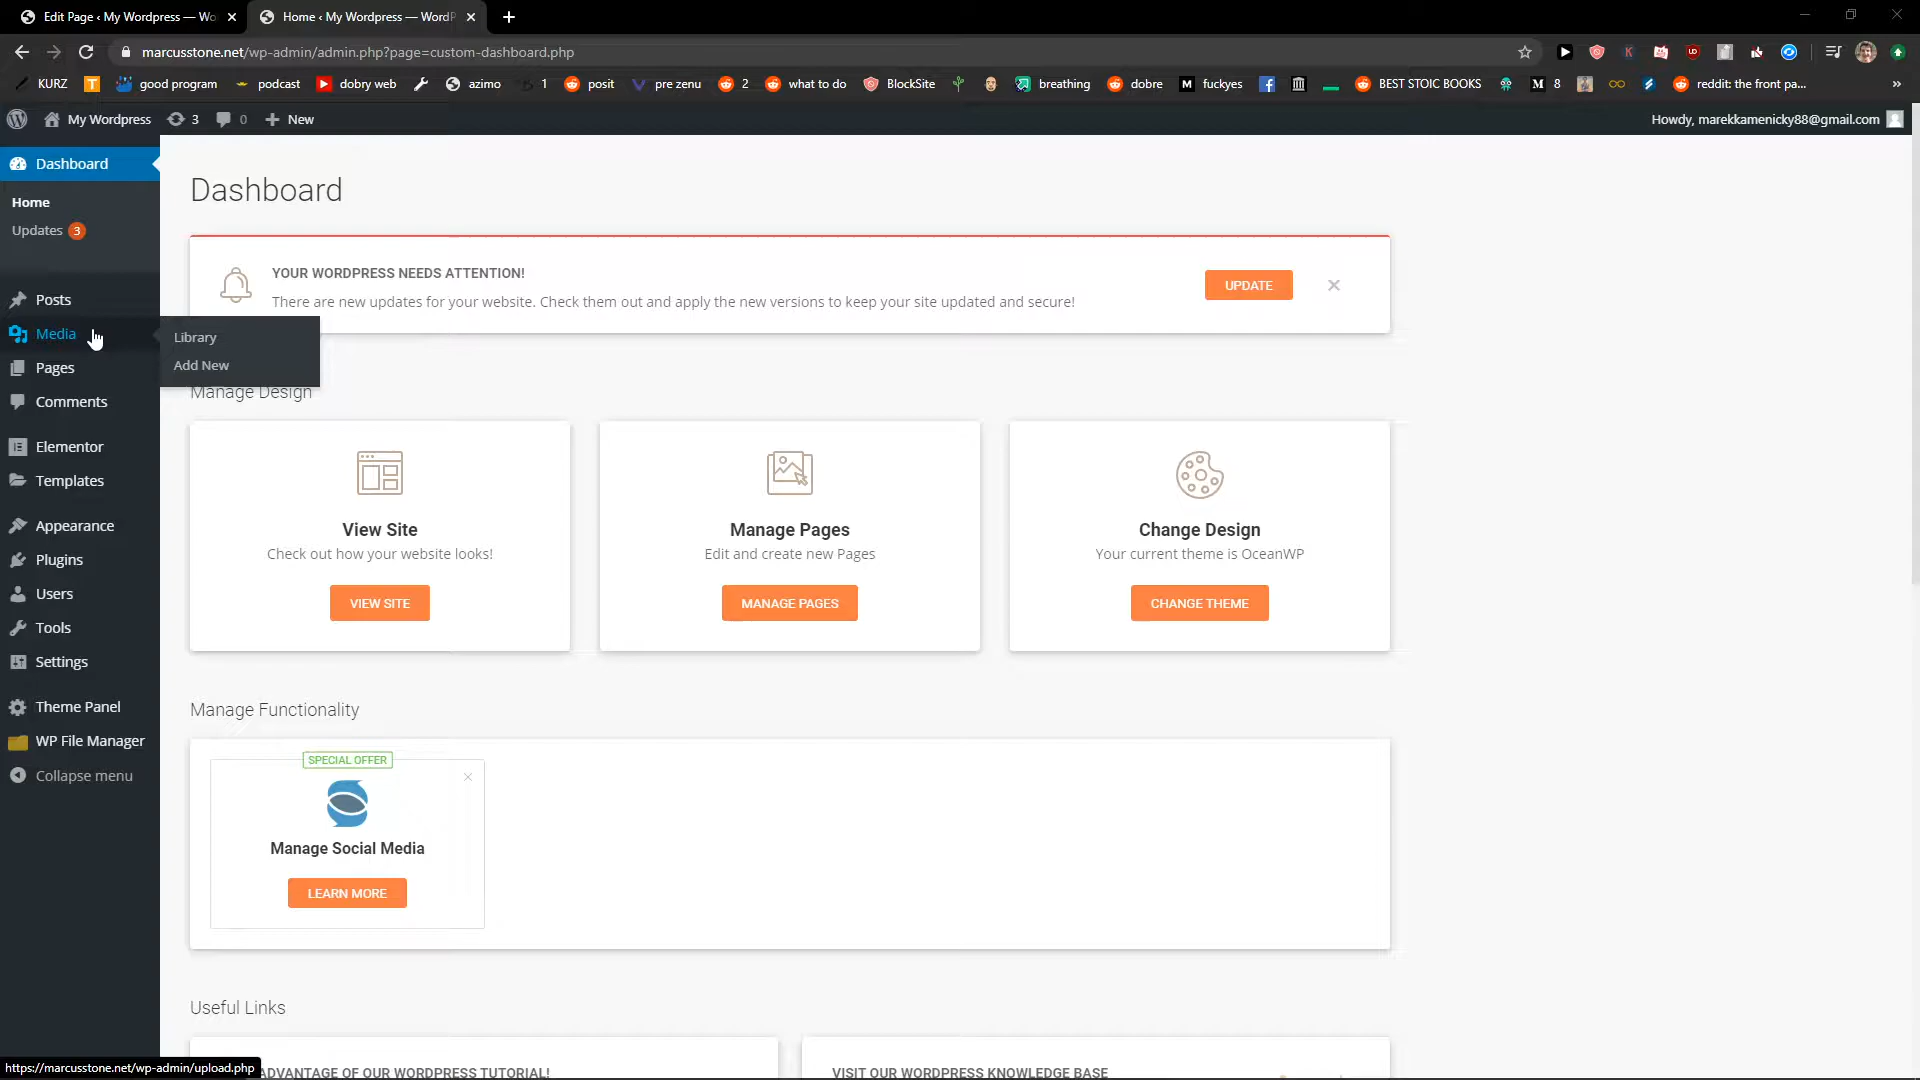 Edit Page ‹ My Wordpress — Wo
Home ‹ My Wordpress — WordP
marcusstone.net/wp-admin/admin.php?page=custom-dashboard.php
KURZ
good program
podcast
dobry web
azimo
1
posit
pre zenu
2
what to do
BlockSite
breathing
dobre
fuckyes
BEST STOIC BOOKS
8
reddit: the front pa...
My Wordpress
3
0
New
Howdy, marekkamenicky88@gmail.com
Dashboard
Home
Updates 3
Posts
Media
Library
Add New
Pages
Comments
Elementor
Templates
Appearance
Plugins
Users
Tools
Settings
Theme Panel
WP File Manager
Collapse menu
Dashboard
YOUR WORDPRESS NEEDS ATTENTION!
There are new updates for your website. Check them out and apply the new versions to keep your site updated and secure!
UPDATE
Manage Design
View Site
Check out how your website looks!
VIEW SITE
Manage Pages
Edit and create new Pages
MANAGE PAGES
Change Design
Your current theme is OceanWP
CHANGE THEME
Manage Functionality
SPECIAL OFFER
Manage Social Media
LEARN MORE
Useful Links
ADVANTAGE OF OUR WORDPRESS TUTORIAL!
VISIT OUR WORDPRESS KNOWLEDGE BASE
https://marcusstone.net/wp-admin/upload.php